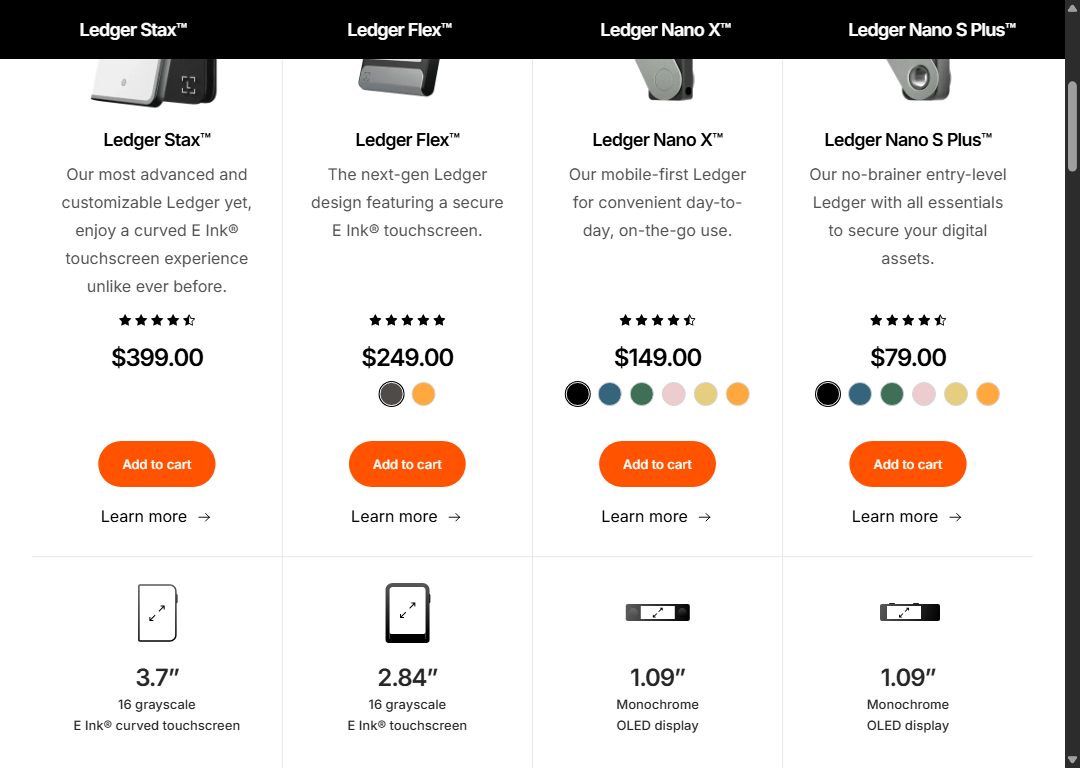 Ledger Stax™
Ledger Flex™
Ledger Nano X™
Ledger Nano S Plus™
Ledger Stax™
Our most advanced and
customizable Ledger yet,
enjoy a curved E Ink®
touchscreen experience
unlike ever before.
$399.00
Add to cart
Learn more →
3.7”
16 grayscale
E Ink® curved touchscreen
Ledger Flex™
The next-gen Ledger
design featuring a secure
E Ink® touchscreen.
$249.00
Add to cart
Learn more →
2.84”
16 grayscale
E Ink® touchscreen
Ledger Nano X™
Our mobile-first Ledger
for convenient day-to-
day, on-the-go use.
$149.00
Add to cart
Learn more →
1.09”
Monochrome
OLED display
Ledger Nano S Plus™
Our no-brainer entry-level
Ledger with all essentials
to secure your digital
assets.
$79.00
Add to cart
Learn more →
1.09”
Monochrome
OLED display